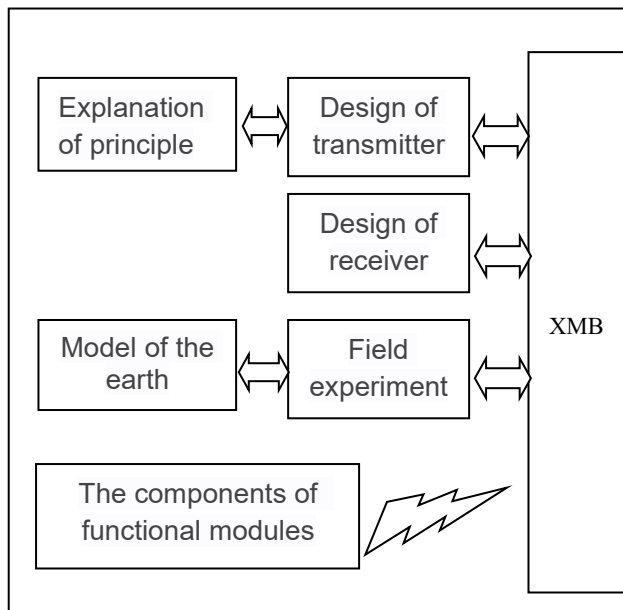 Explanation
of principle
Design of
transmitter
Design of
receiver
Model of the
earth
Field
experiment
XMB
The components of
functional modules